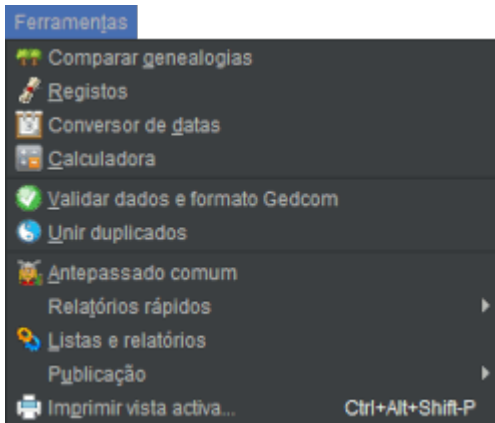 Ferramentas
Comparar genealogias
Registos
Conversor de datas
Calculadora
Validar dados e formato Gedcom
Unir duplicados
Antepassado comum
Relatórios rápidos
Listas e relatórios
Publicação
Imprimir vista activa... Ctrl+Alt+Shift-P